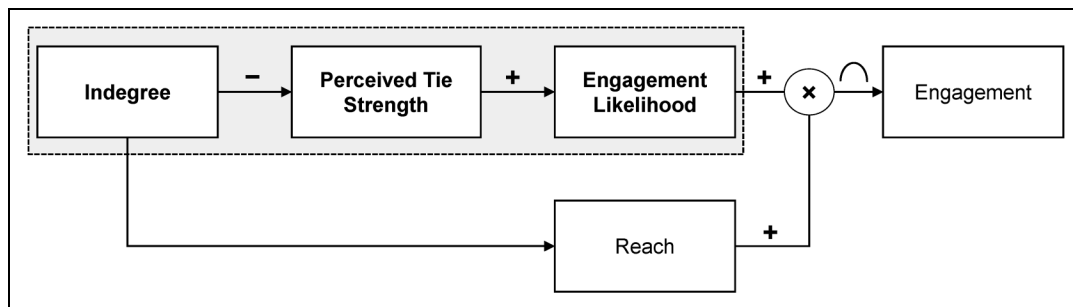 Indegree
−
Perceived Tie
Strength
+
Engagement
Likelihood
+
×
Engagement
Reach
+